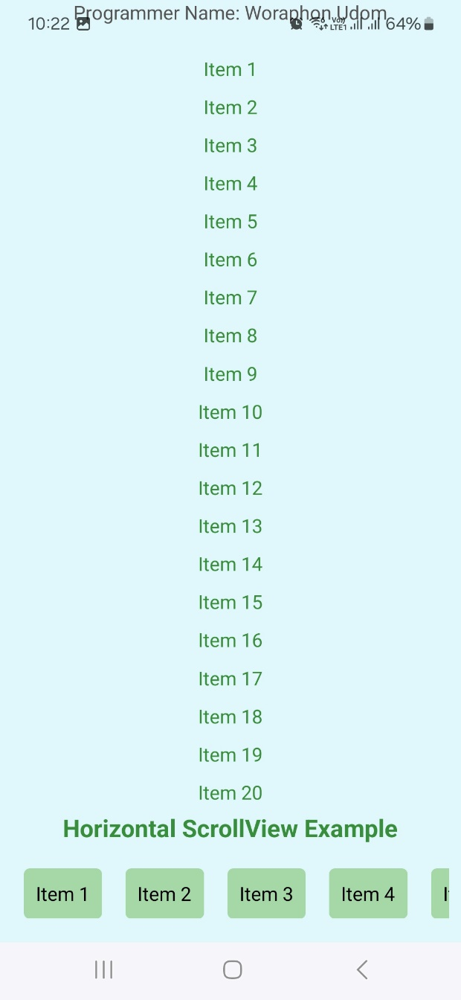 Programmer Name: Woraphon Udom
10:22 Vo)) LTE1 64%
Item 1
Item 2
Item 3
Item 4
Item 5
Item 6
Item 7
Item 8
Item 9
Item 10
Item 11
Item 12
Item 13
Item 14
Item 15
Item 16
Item 17
Item 18
Item 19
Item 20
Horizontal ScrollView Example
Item 1 Item 2 Item 3 Item 4